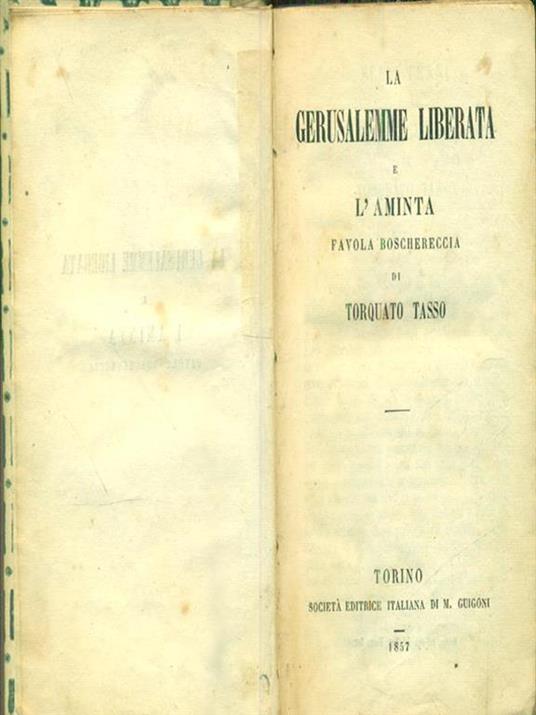 LA
GERUSALEMME LIBERATA
E
L'AMINTA
FAVOLA BOSCHERECCIA
DI
TORQUATO TASSO
TORINO
SOCIETÀ EDITRICE ITALIANA DI M. GUIGONI
1857